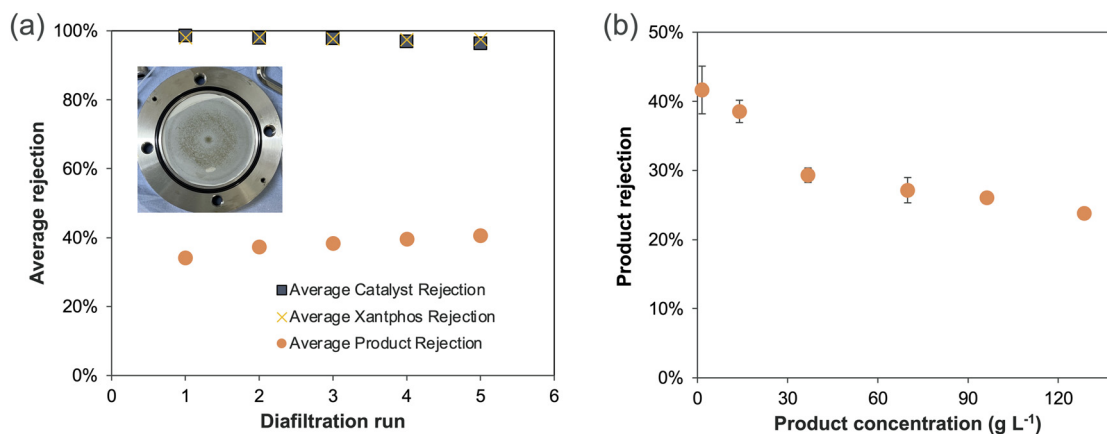 (a)
100%
80%
60%
40%
20%
0%
Average rejection
Average Catalyst Rejection
Average Xantphos Rejection
Average Product Rejection
0 1 2 3 4 5 6
Diafiltration run
(b)
50%
40%
30%
20%
10%
0%
Product rejection
0 30 60 90 120
Product concentration (g L⁻¹)